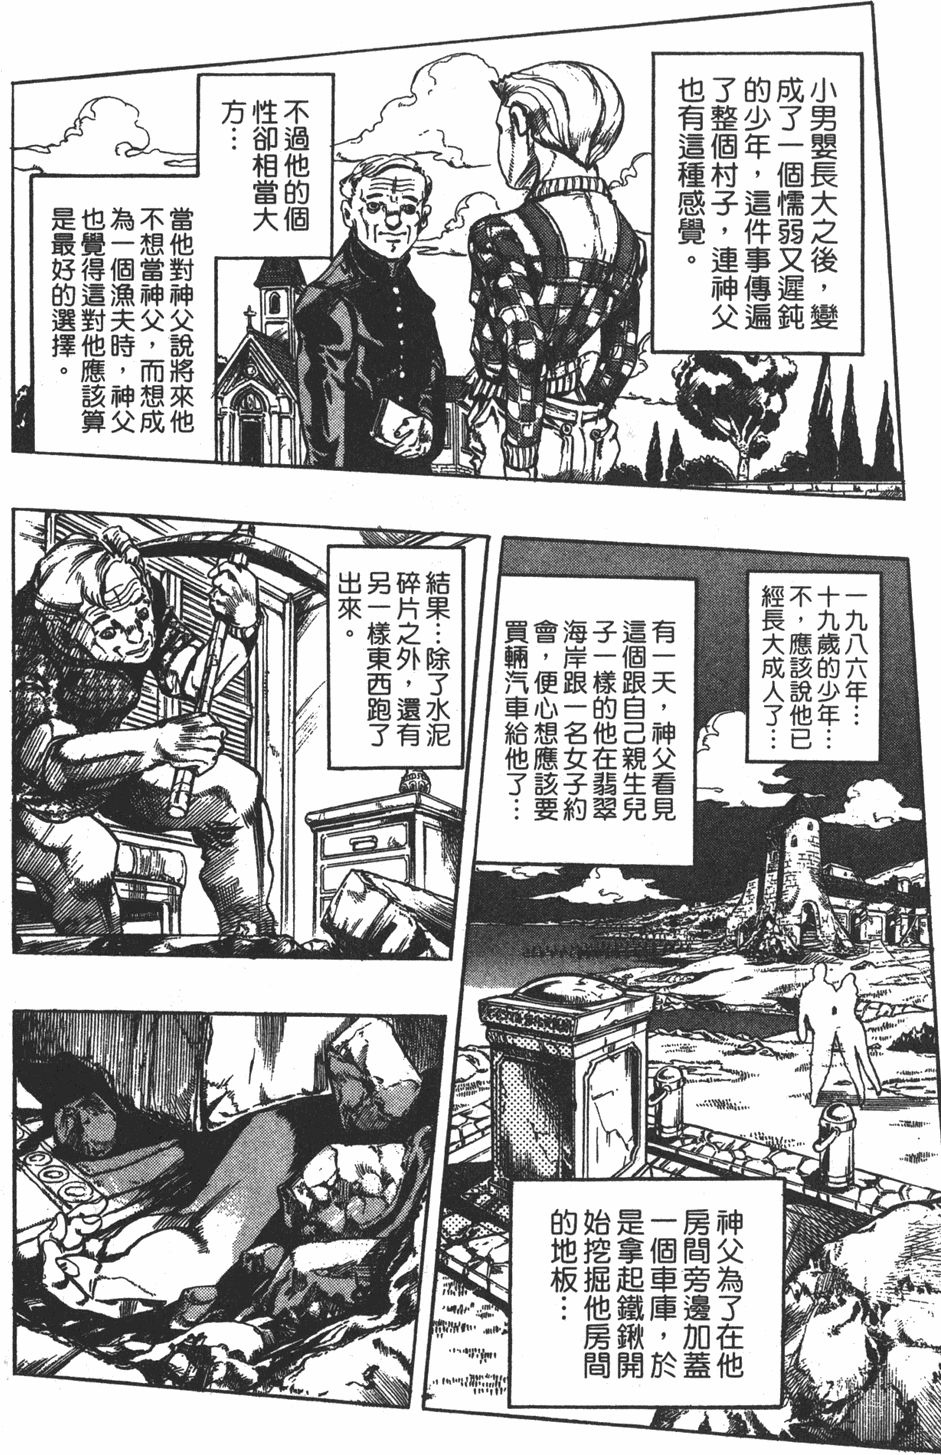 小男嬰長大之後，變
成了一個懦弱又遲鈍
的少年，這件事傳遍
了整個村子，連神父
也有這種感覺。
不過他的個
性卻相當大
方…
當他對神父說將來他
不想當神父，而想成
為一個漁夫時，神父
也覺得這對他應該算
是最好的選擇。
一九八六年…
十九歲的少年…
不，應該說他已
經長大成人了…
有一天，神父看見
這個跟自己親生兒
子一樣的他在翡翠
海岸跟一名女子約
會，便心想應該要
買輛汽車給他了…
神父為了在他
房間旁邊加蓋
一個車庫，於
是拿起鐵鍬開
始挖掘他房間
的地板…
結果…除了水泥
碎片之外，還有
另一樣東西跑了
出來。